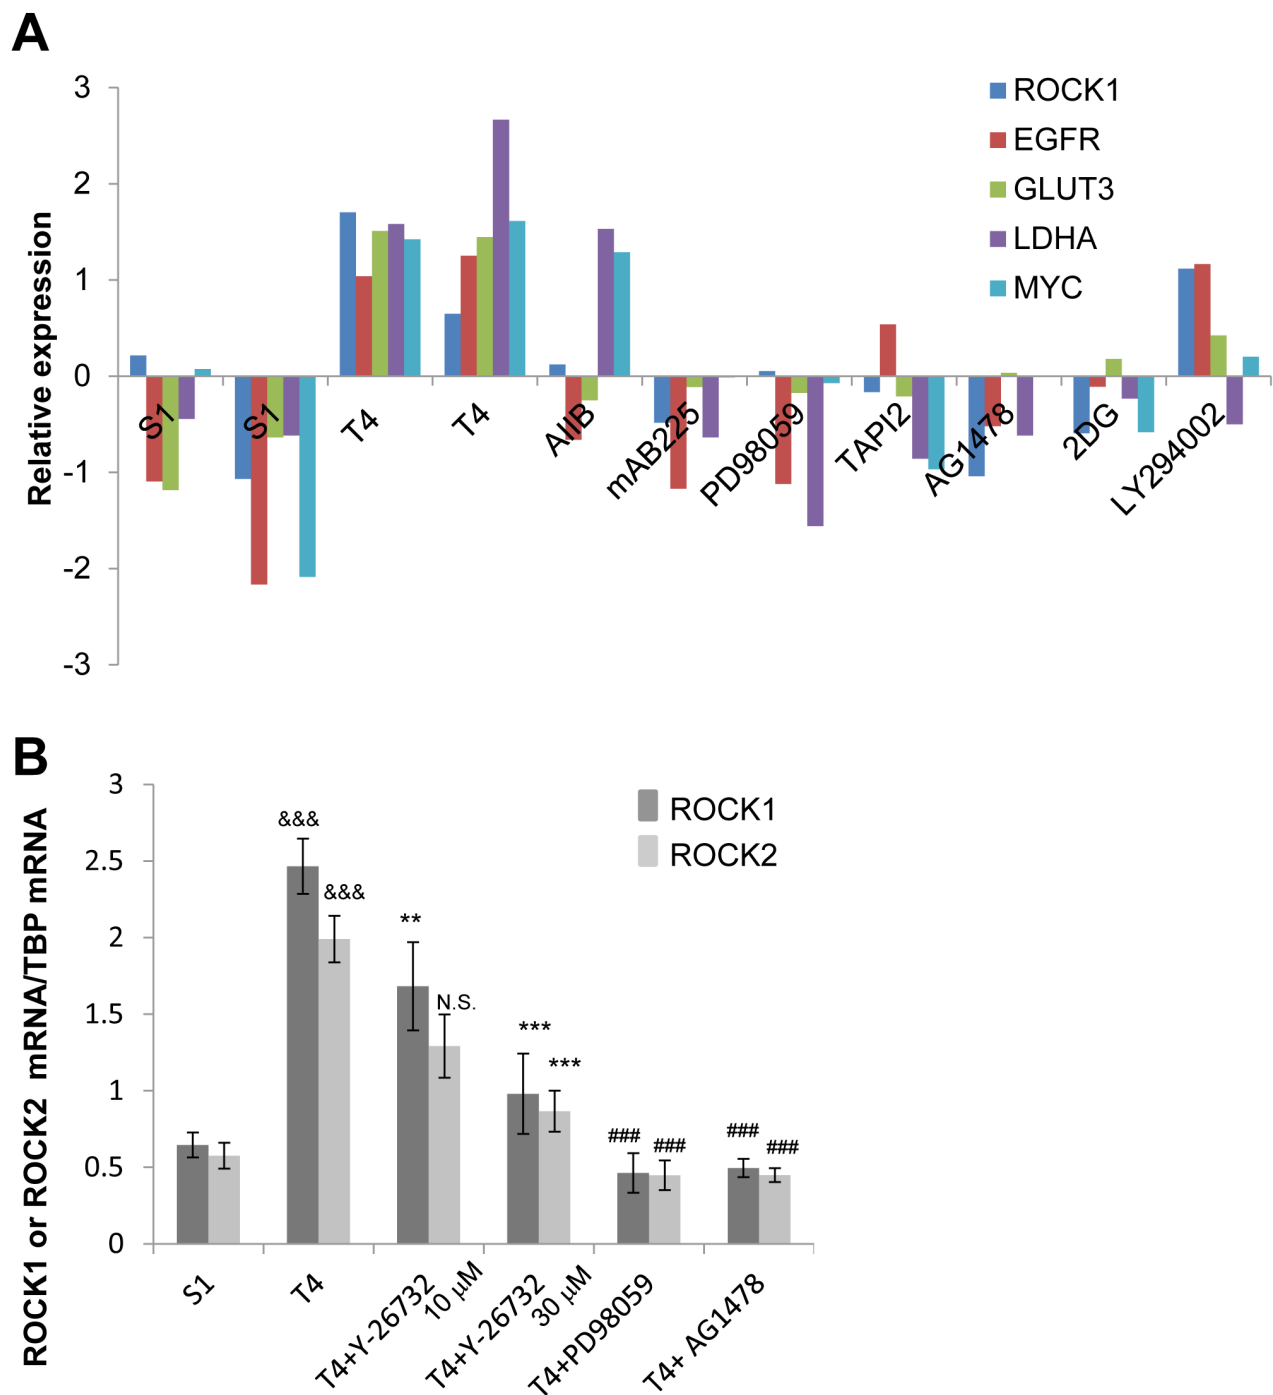 A
3
2
1
0
-1
-2
-3
Relative expression
ROCK1
EGFR
GLUT3
LDHA
MYC
S1
S1
T4
T4
AIIB
mAB225
PD98059
TAPI2
AG1478
2DG
LY294002
B
3
2.5
2
1.5
1
0.5
0
ROCK1 or ROCK2 mRNA/TBP mRNA
ROCK1
ROCK2
&&&
&&&
**
N.S.
***
***
###
###
###
###
S1
T4
T4+Y-26732
10 µM
T4+Y-26732
30 µM
T4+PD98059
T4+ AG1478